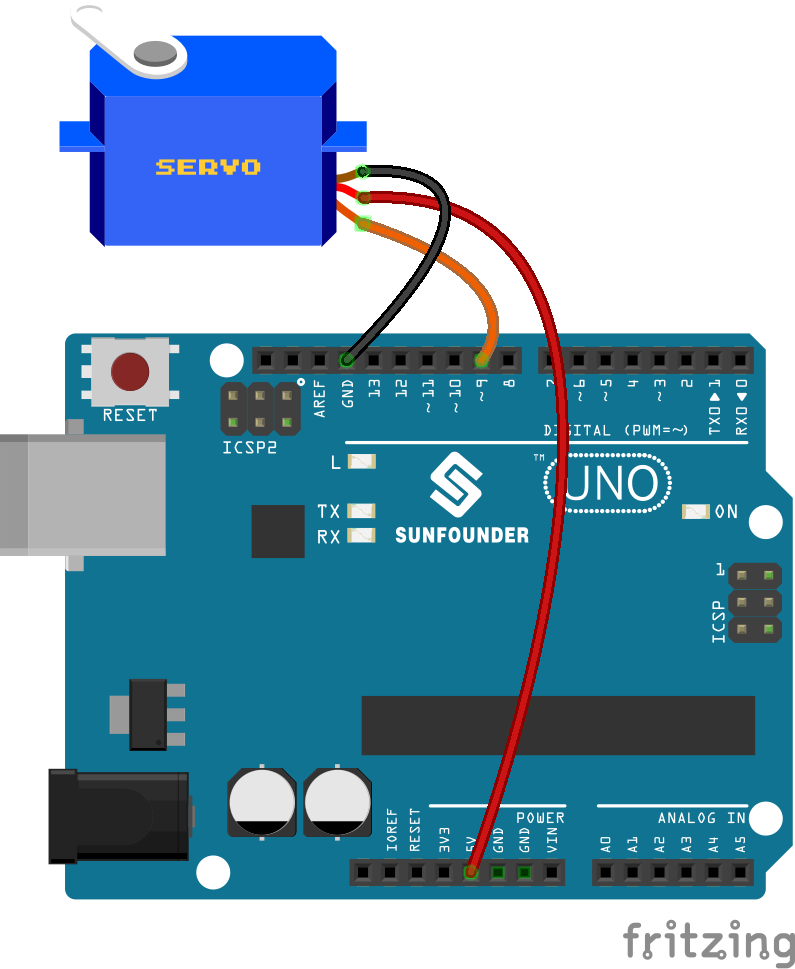 SERVO
RESET
ICSP2
AREF
GND
13
12
~11
~10
~9
8
7
~6
~5
4
~3
2
TX0▶1
RX0◀0
DIGITAL (PWM=~)
L
TX
RX
SUNFOUNDER
TM
UNO
ON
1
ICSP
POWER
ANALOG IN
IOREF
RESET
3V3
5V
GND
GND
VIN
A0
A1
A2
A3
A4
A5
fritzing